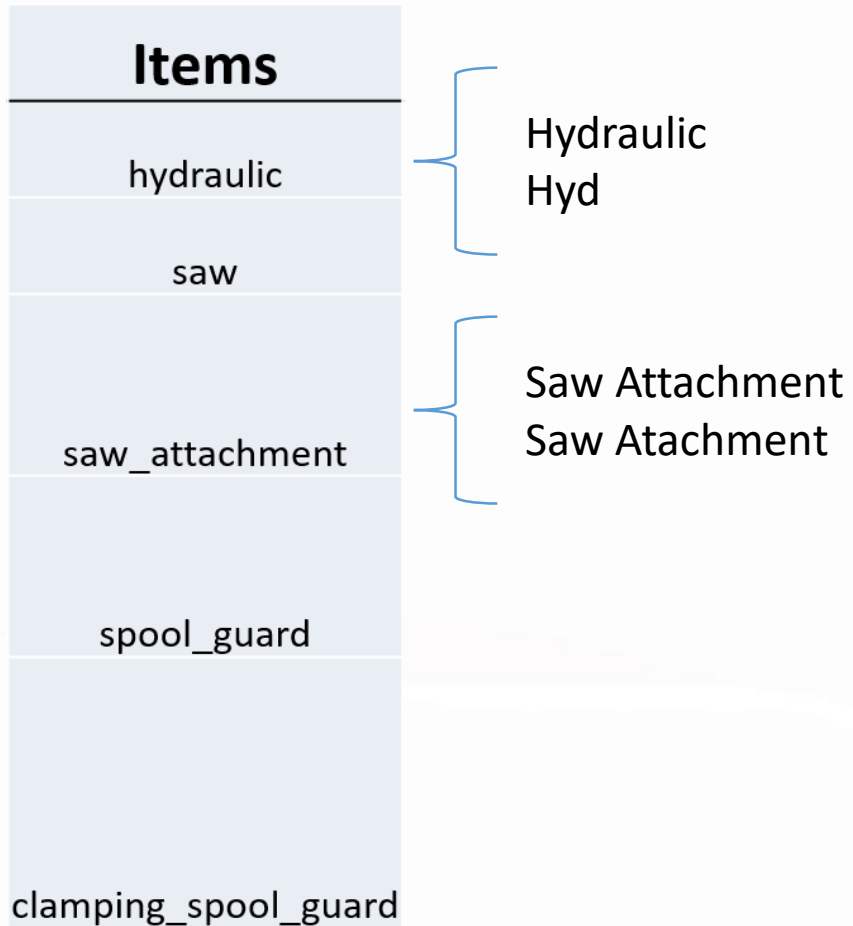 Items
hydraulic
saw
saw_attachment
spool_guard
clamping_spool_guard
Hydraulic
Hyd
Saw Attachment
Saw Atachment